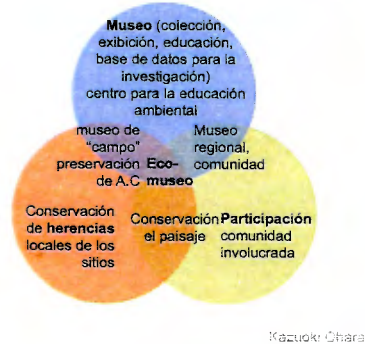 Museo (colección,
exibición, educación,
base de datos para la
investigación)
centro para la educación
ambiental
museo de
"campo"
preservación
de A.C
Eco-
museo
Museo
regional,
comunidad
Conservación
de herencias
locales de los
sitios
Conservación
el paisaje
Participación
comunidad
involucrada
Kazuoki Ohara